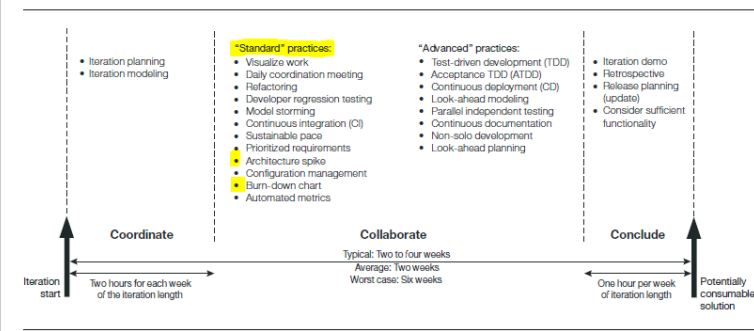 • Iteration planning
• Iteration modeling
“Standard” practices:
• Visualize work
• Daily coordination meeting
• Refactoring
• Developer regression testing
• Model storming
• Continuous integration (CI)
• Sustainable pace
• Prioritized requirements
• Architecture spike
• Configuration management
• Burn-down chart
• Automated metrics
“Advanced” practices:
• Test-driven development (TDD)
• Acceptance TDD (ATDD)
• Continuous deployment (CD)
• Look-ahead modeling
• Parallel independent testing
• Continuous documentation
• Non-solo development
• Look-ahead planning
• Iteration demo
• Retrospective
• Release planning
(update)
• Consider sufficient
functionality
Coordinate
Collaborate
Conclude
Typical: Two to four weeks
Average: Two weeks
Worst case: Six weeks
Iteration
start
Two hours for each week
of the iteration length
One hour per week
of iteration length
Potentially
consumable
solution